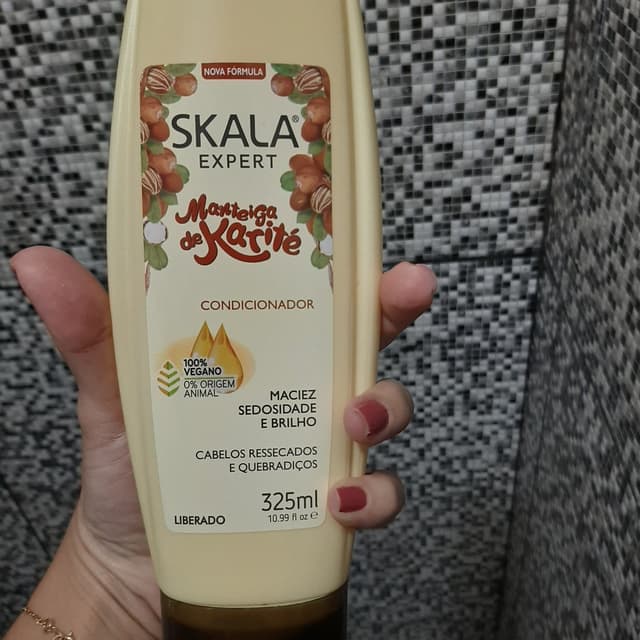 NOVA FÓRMULA
SKALA®
EXPERT
Manteiga
de Karité
CONDICIONADOR
100%
VEGANO
0% ORIGEM
ANIMAL
MACIEZ
SEDOSIDADE
E BRILHO
CABELOS RESSECADOS
E QUEBRADIÇOS
325ml
10.99 fl oz e
LIBERADO